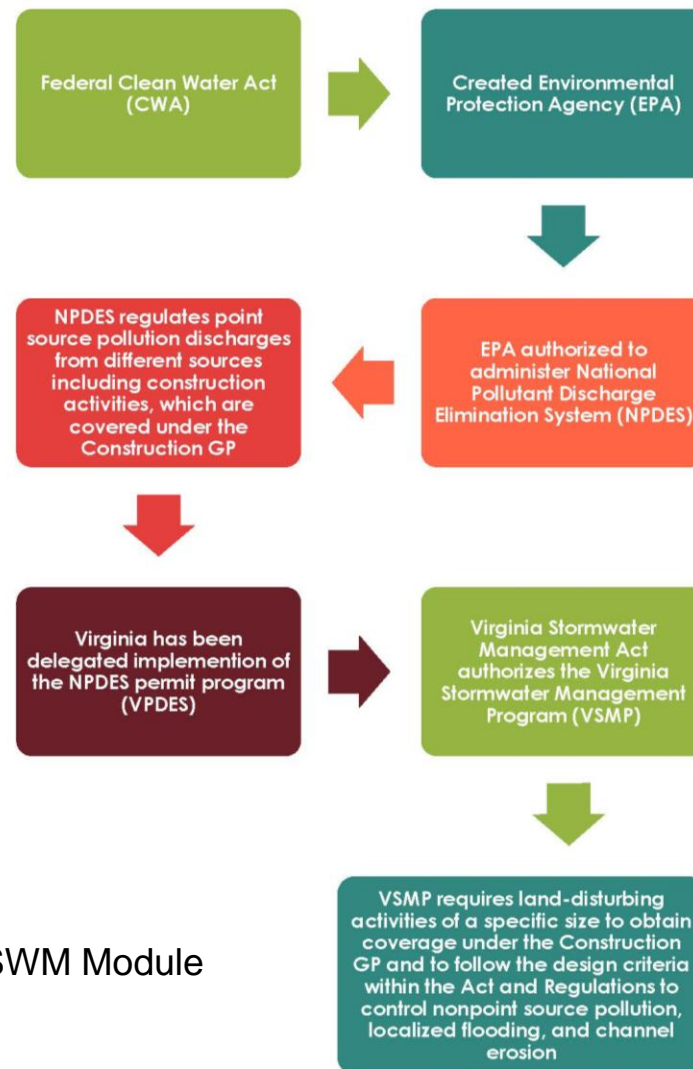 Federal Clean Water Act
(CWA)
Created Environmental
Protection Agency (EPA)
EPA authorized to
administer National
Pollutant Discharge
Elimination System (NPDES)
NPDES regulates point
source pollution discharges
from different sources
including construction
activities, which are
covered under the
Construction GP
Virginia has been
delegated implemention of
the NPDES permit program
(VPDES)
Virginia Stormwater
Management Act
authorizes the Virginia
Stormwater Management
Program (VSMP)
VSMP requires land-disturbing
activities of a specific size to obtain
coverage under the Construction
GP and to follow the design criteria
within the Act and Regulations to
control nonpoint source pollution,
localized flooding, and channel
erosion
SWM Module